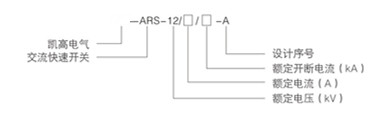 —ARS-12/□/□-A
凯高电气
交流快速开关
设计序号
额定开断电流（kA）
额定电流（A）
额定电压（kV）